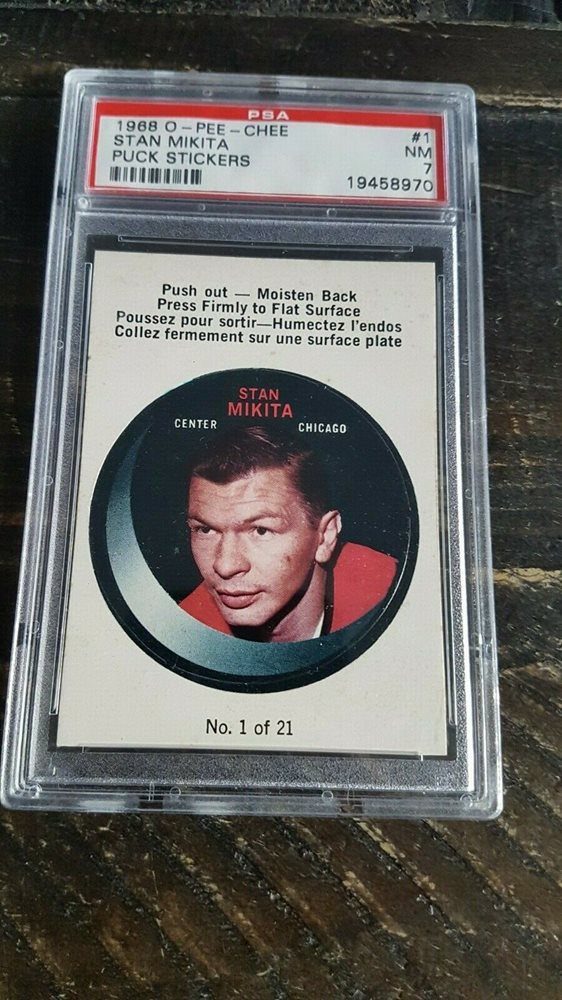 PSA
1968 O-PEE-CHEE #1
STAN MIKITA NM
PUCK STICKERS 7
19458970
Push out — Moisten Back
Press Firmly to Flat Surface
Poussez pour sortir—Humectez l'endos
Collez fermement sur une surface plate
STAN
MIKITA
CENTER CHICAGO
No. 1 of 21